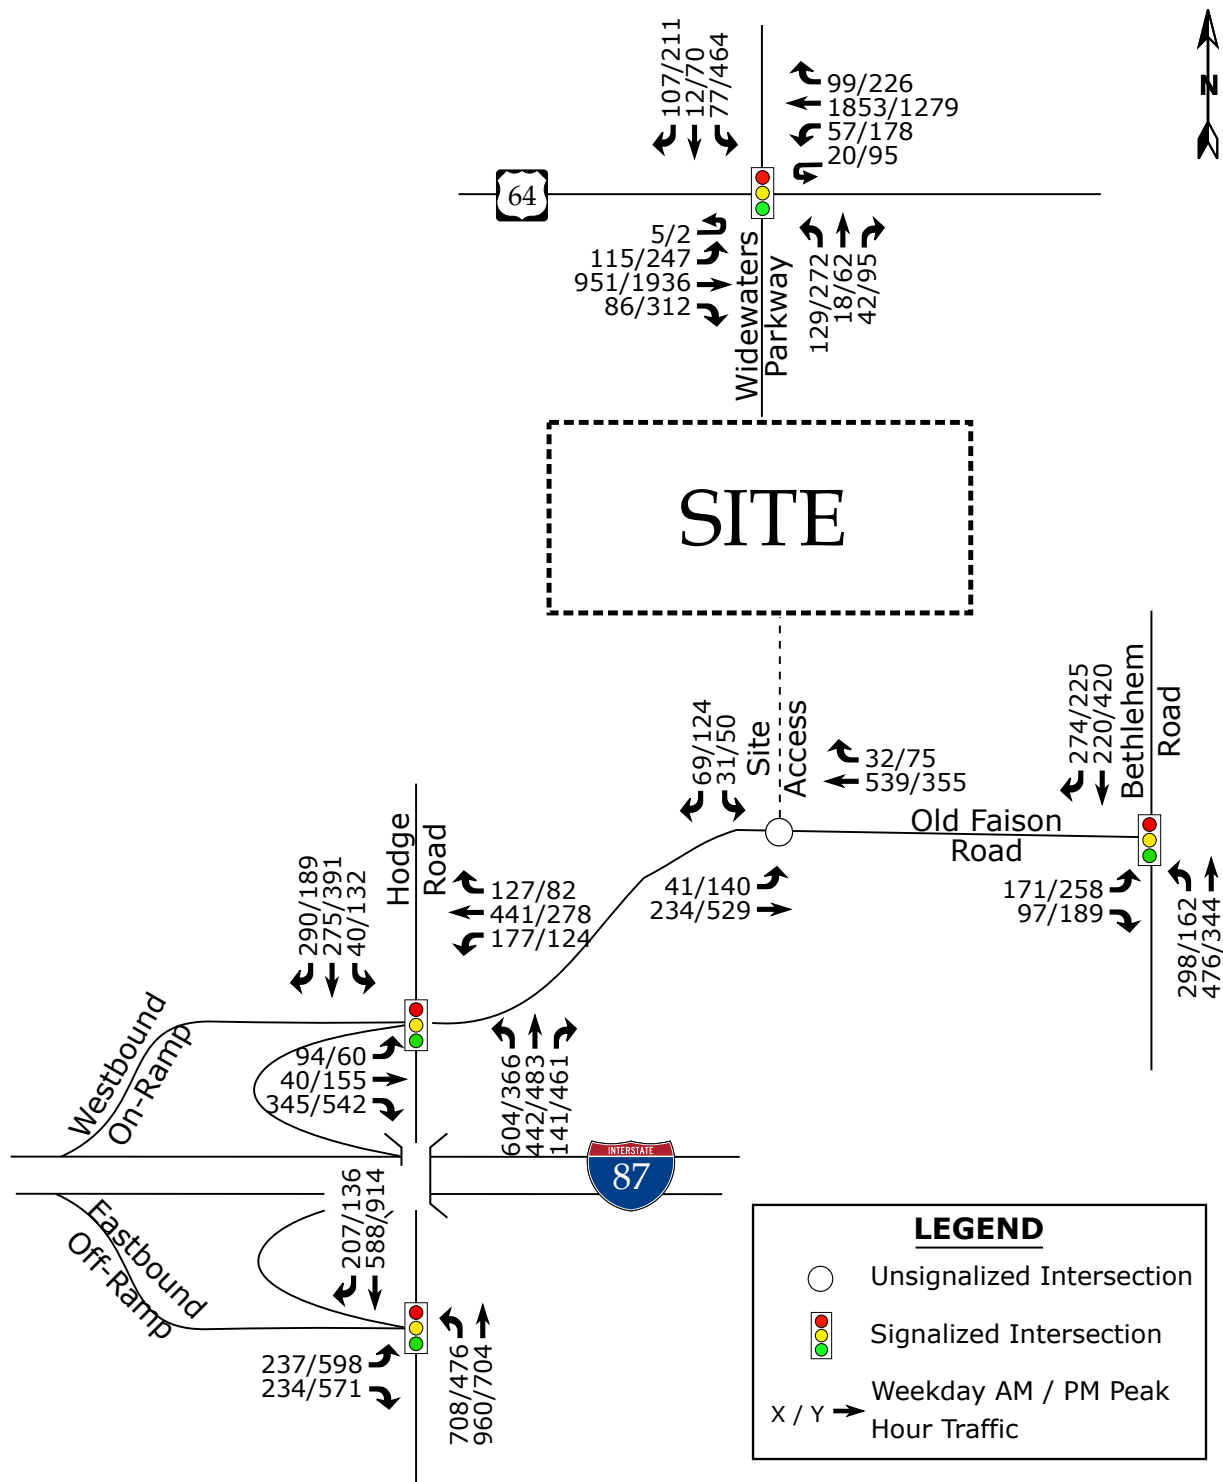 107/211
12/70
77/464
99/226
1853/1279
57/178
20/95
N
64
5/2
115/247
951/1936
86/312
Widewaters
Parkway
129/272
18/62
42/95
SITE
69/124
31/50
Site
Access
32/75
539/355
274/225
220/420
Bethlehem
Road
Old Faison
Road
41/140
234/529
171/258
97/189
298/162
476/344
290/189
275/391
40/132
Hodge
Road
127/82
441/278
177/124
Westbound
On-Ramp
94/60
40/155
345/542
604/366
442/483
141/461
INTERSTATE
87
207/136
588/914
Eastbound
Off-Ramp
237/598
234/571
708/476
960/704
LEGEND
Unsignalized Intersection
Signalized Intersection
X / Y
Weekday AM / PM Peak
Hour Traffic